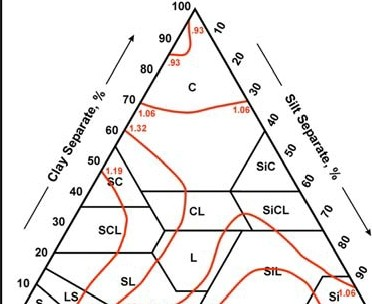 100
90
.93
10
.93
20
80
C
30
70
1.06
1.06
60
1.32
40
50
SiC
50
1.19
SC
60
40
CL
SiCL
70
30
SCL
80
20
L
SiL
90
10
SL
1.06
LS
Si
S
Clay Separate, %
Silt Separate, %